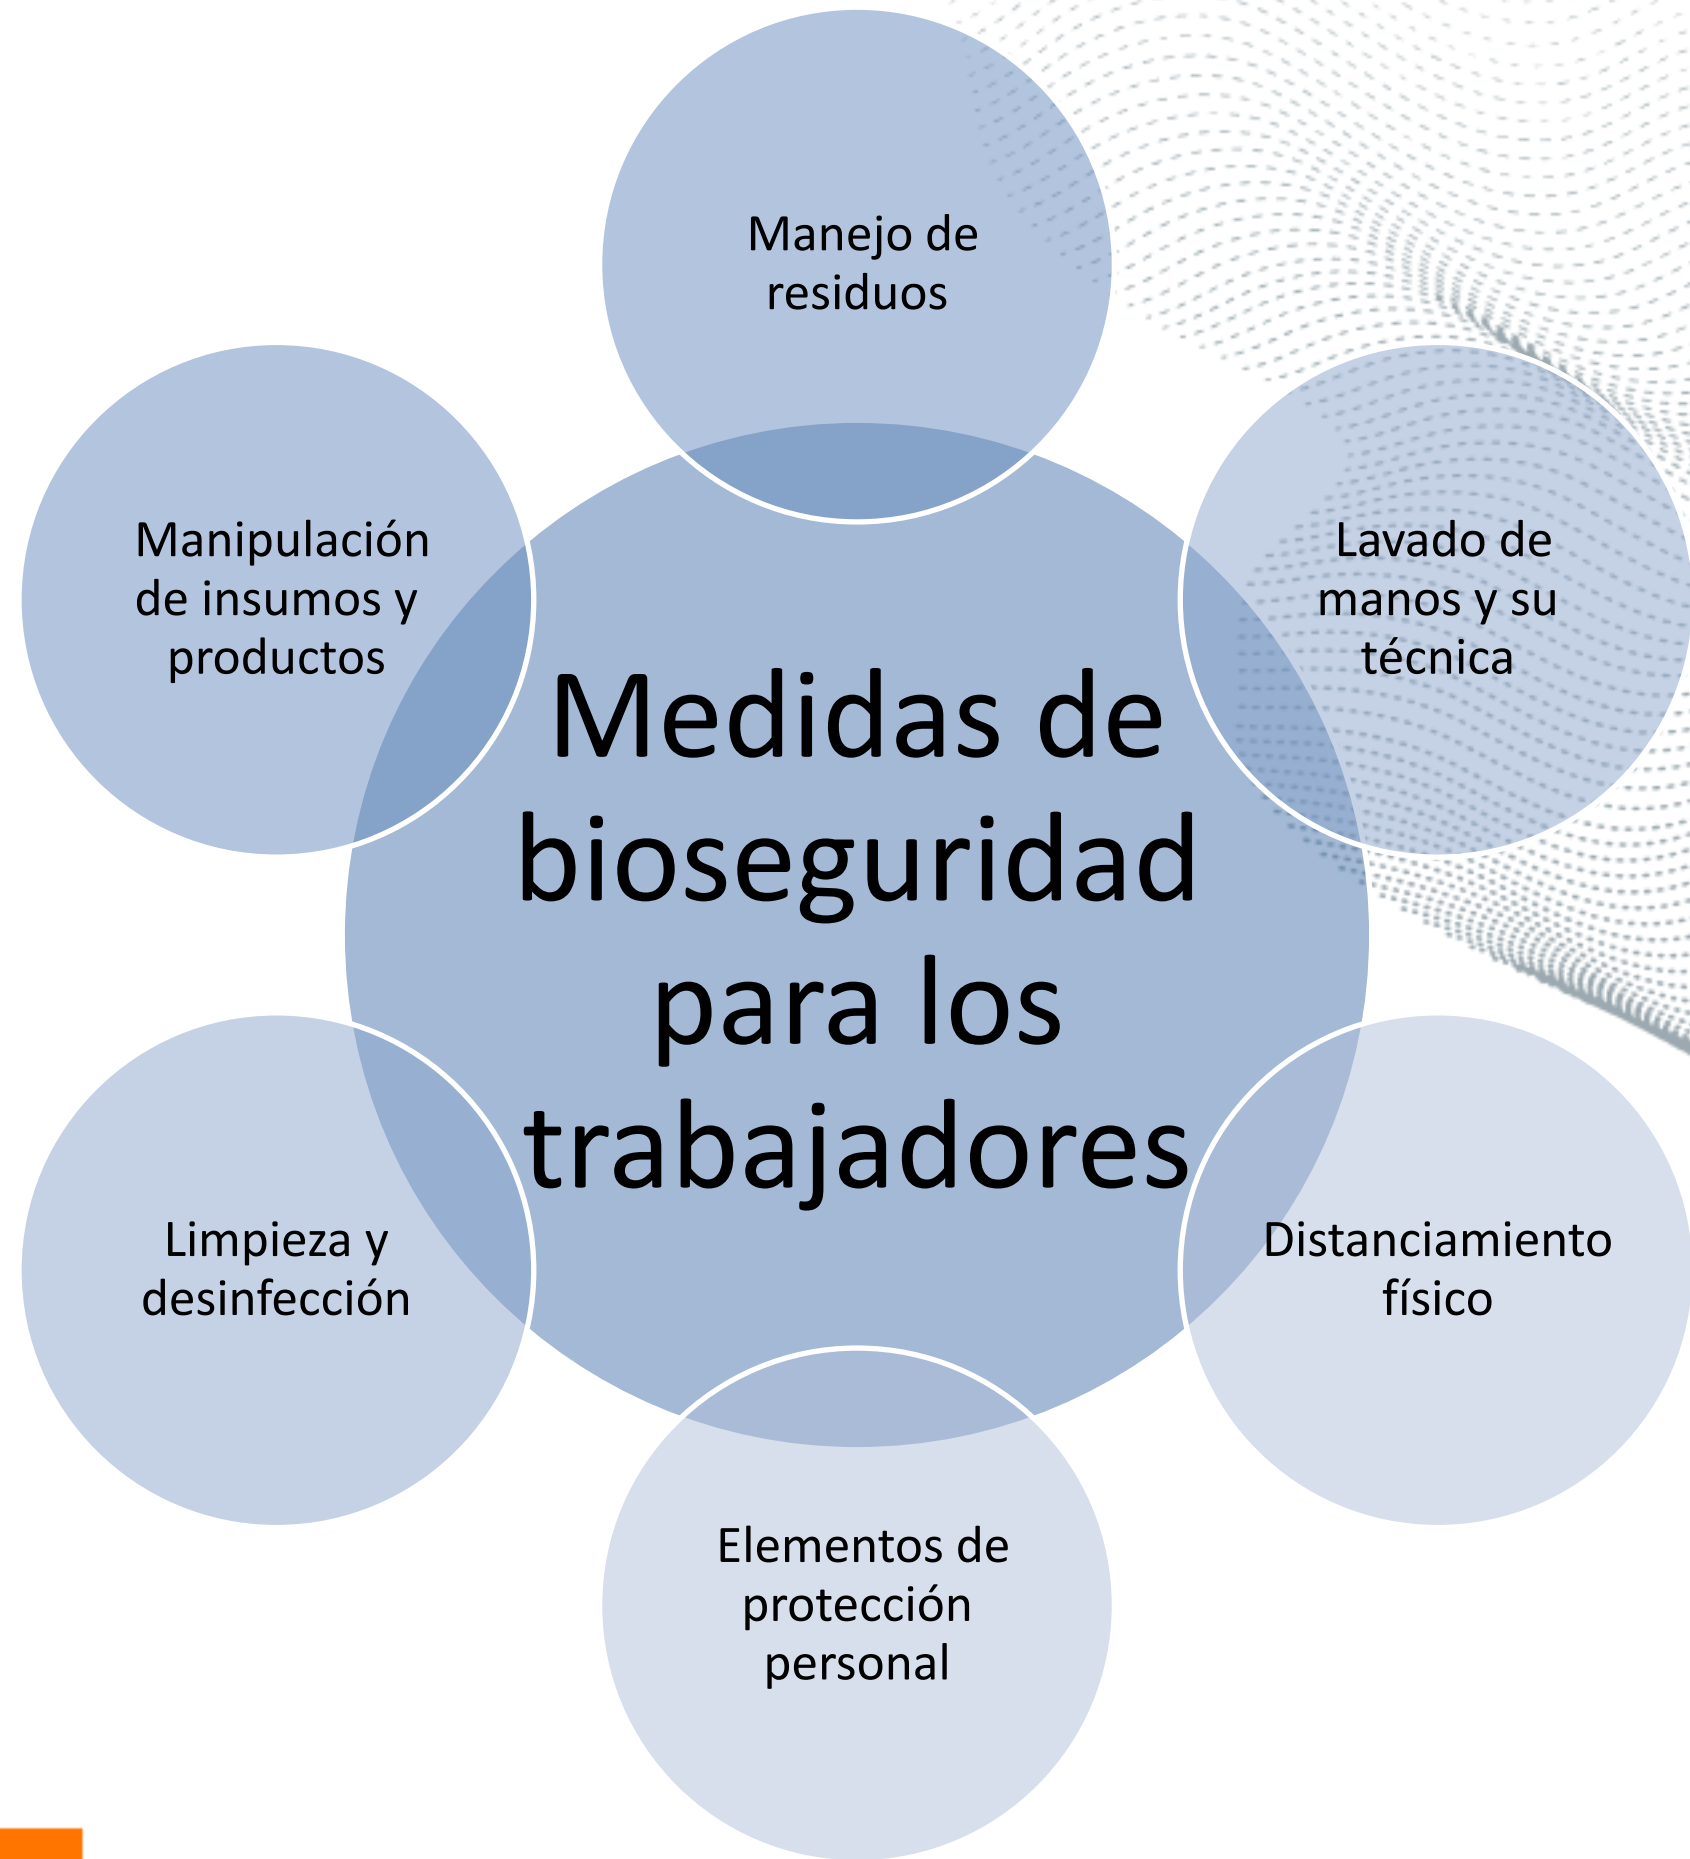 Manejo de
residuos
Lavado de
manos y su
técnica
Distanciamiento
físico
Elementos de
protección
personal
Limpieza y
desinfección
Manipulación
de insumos y
productos
Medidas de
bioseguridad
para los
trabajadores